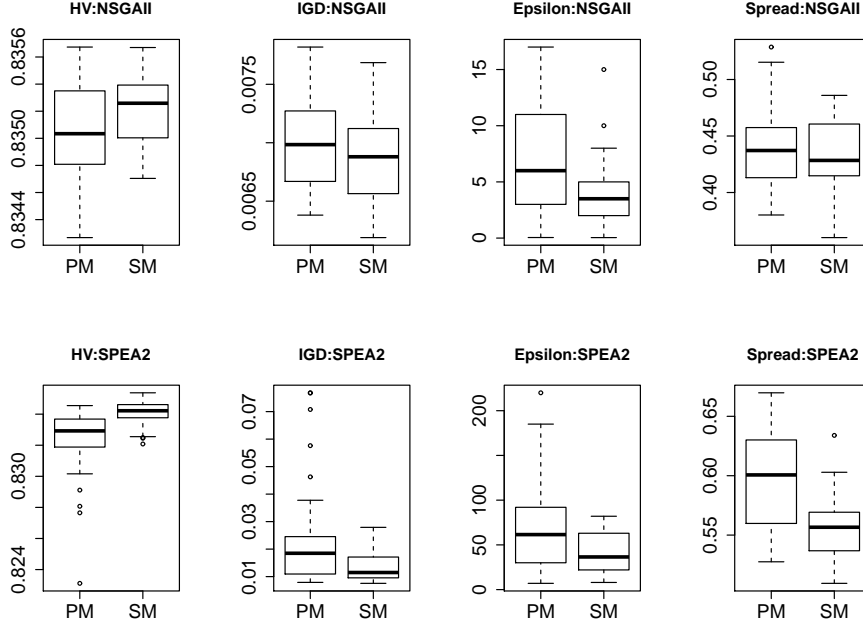 HV:NSGAII
0.8344 0.8350 0.8356
PM SM
IGD:NSGAII
0.0065 0.0075
PM SM
Epsilon:NSGAII
0 5 10 15
PM SM
Spread:NSGAII
0.40 0.45 0.50
PM SM
HV:SPEA2
0.824 0.830
PM SM
IGD:SPEA2
0.01 0.03 0.05 0.07
PM SM
Epsilon:SPEA2
0 50 100 200
PM SM
Spread:SPEA2
0.55 0.60 0.65
PM SM